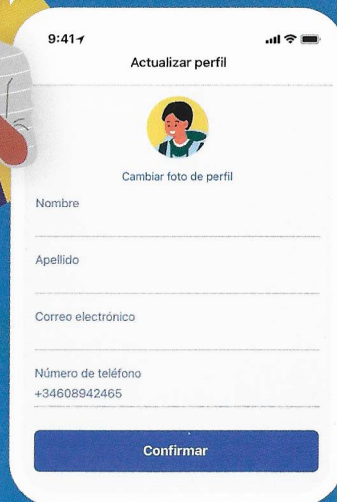 9:41
Actualizar perfil
Cambiar foto de perfil
Nombre
Apellido
Correo electrónico
Número de teléfono
+34608942465
Confirmar